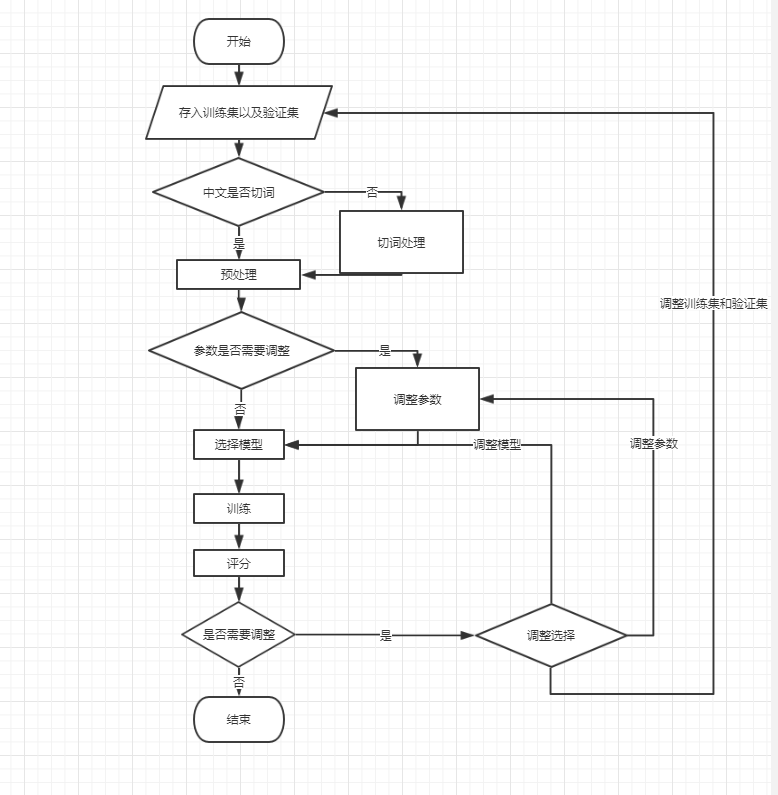 开始
存入训练集以及验证集
中文是否切词
否
切词处理
是
预处理
调整训练集和验证集
参数是否需要调整
是
调整参数
否
选择模型
调整模型
调整参数
训练
评分
是否需要调整
是
调整选择
否
结束